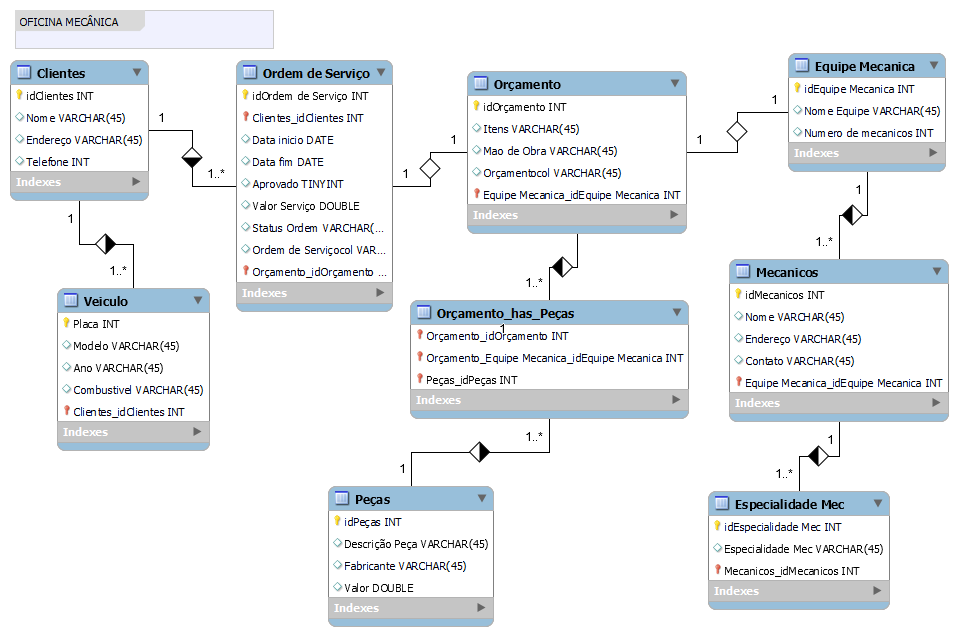 OFICINA MECÂNICA
Clientes
idClientes INT
Nome VARCHAR(45)
Endereço VARCHAR(45)
Telefone INT
Indexes
Ordem de Serviço
idOrdem de Serviço INT
Clientes_idClientes INT
Data inicio DATE
Data fim DATE
Aprovado TINYINT
Valor Serviço DOUBLE
Status Ordem VARCHAR(...
Ordem de Serviçocol VAR...
Orçamento_idOrçamento ...
Indexes
Orçamento
idOrçamento INT
Itens VARCHAR(45)
Mao de Obra VARCHAR(45)
Orçamentocol VARCHAR(45)
Equipe Mecanica_idEquipe Mecanica INT
Indexes
Equipe Mecanica
idEquipe Mecanica INT
Nome Equipe VARCHAR(45)
Numero de mecanicos INT
Indexes
1
1..*
1
1
1
1
1
1..*
1
1..*
1..*
1
Veiculo
Placa INT
Modelo VARCHAR(45)
Ano VARCHAR(45)
Combustivel VARCHAR(45)
Clientes_idClientes INT
Indexes
Orçamento_has_Peças
Orçamento_idOrçamento INT
Orçamento_Equipe Mecanica_idEquipe Mecanica INT
Peças_idPeças INT
Indexes
Mecanicos
idMecanicos INT
Nome VARCHAR(45)
Endereço VARCHAR(45)
Contato VARCHAR(45)
Equipe Mecanica_idEquipe Mecanica INT
Indexes
1..*
1
1
1..*
Peças
idPeças INT
Descrição Peça VARCHAR(45)
Fabricante VARCHAR(45)
Valor DOUBLE
Indexes
Especialidade Mec
idEspecialidade Mec INT
Especialidade Mec VARCHAR(45)
Mecanicos_idMecanicos INT
Indexes